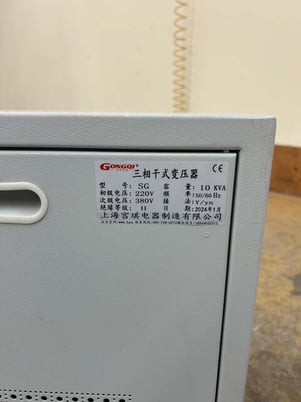 GONGQI 三相干式变压器 CE
型 号: SG 容 量: 10 KVA
初级电压: 220V 频 率: 50/60Hz
次级电压: 380V 接 法: Y/yn
绝缘等级: H 日 期: 2024年1月
上海宫琪电器制造有限公司